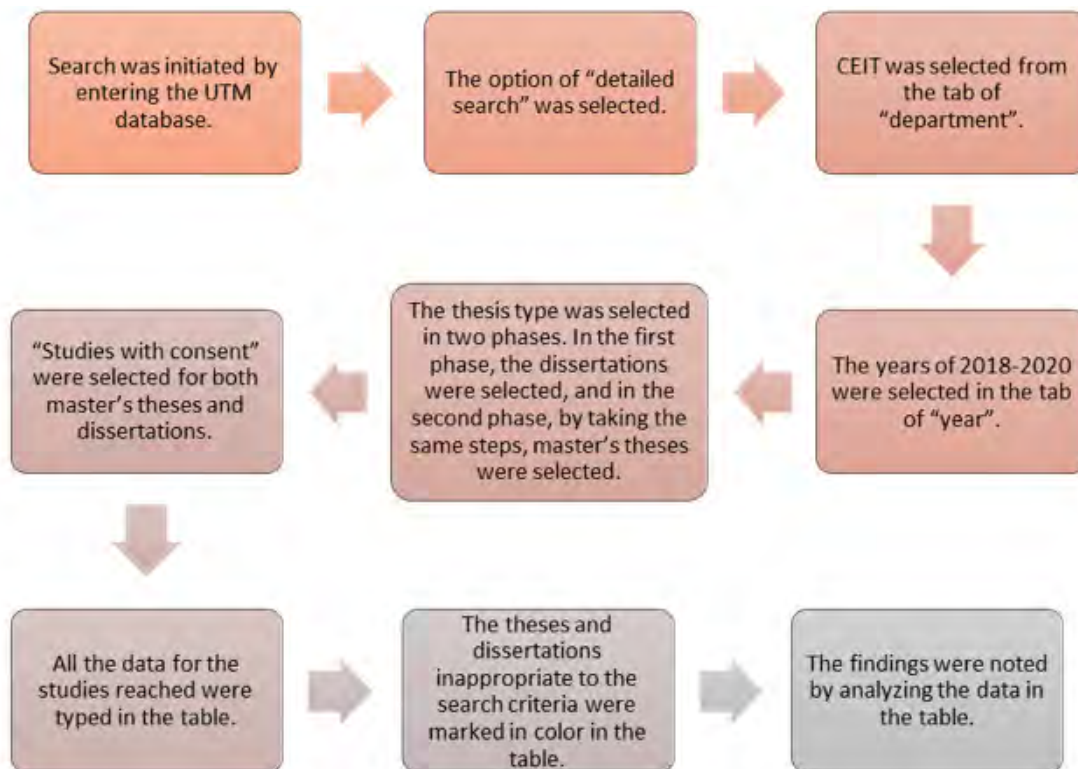 Search was initiated by
entering the UTM
database.
The option of “detailed
search” was selected.
CEIT was selected from
the tab of
“department”.
The years of 2018-2020
were selected in the tab
of “year”.
The thesis type was selected
in two phases. In the first
phase, the dissertations
were selected, and in the
second phase, by taking the
same steps, master’s theses
were selected.
“Studies with consent”
were selected for both
master’s theses and
dissertations.
All the data for the
studies reached were
typed in the table.
The theses and
dissertations
inappropriate to the
search criteria were
marked in color in the
table.
The findings were noted
by analyzing the data in
the table.